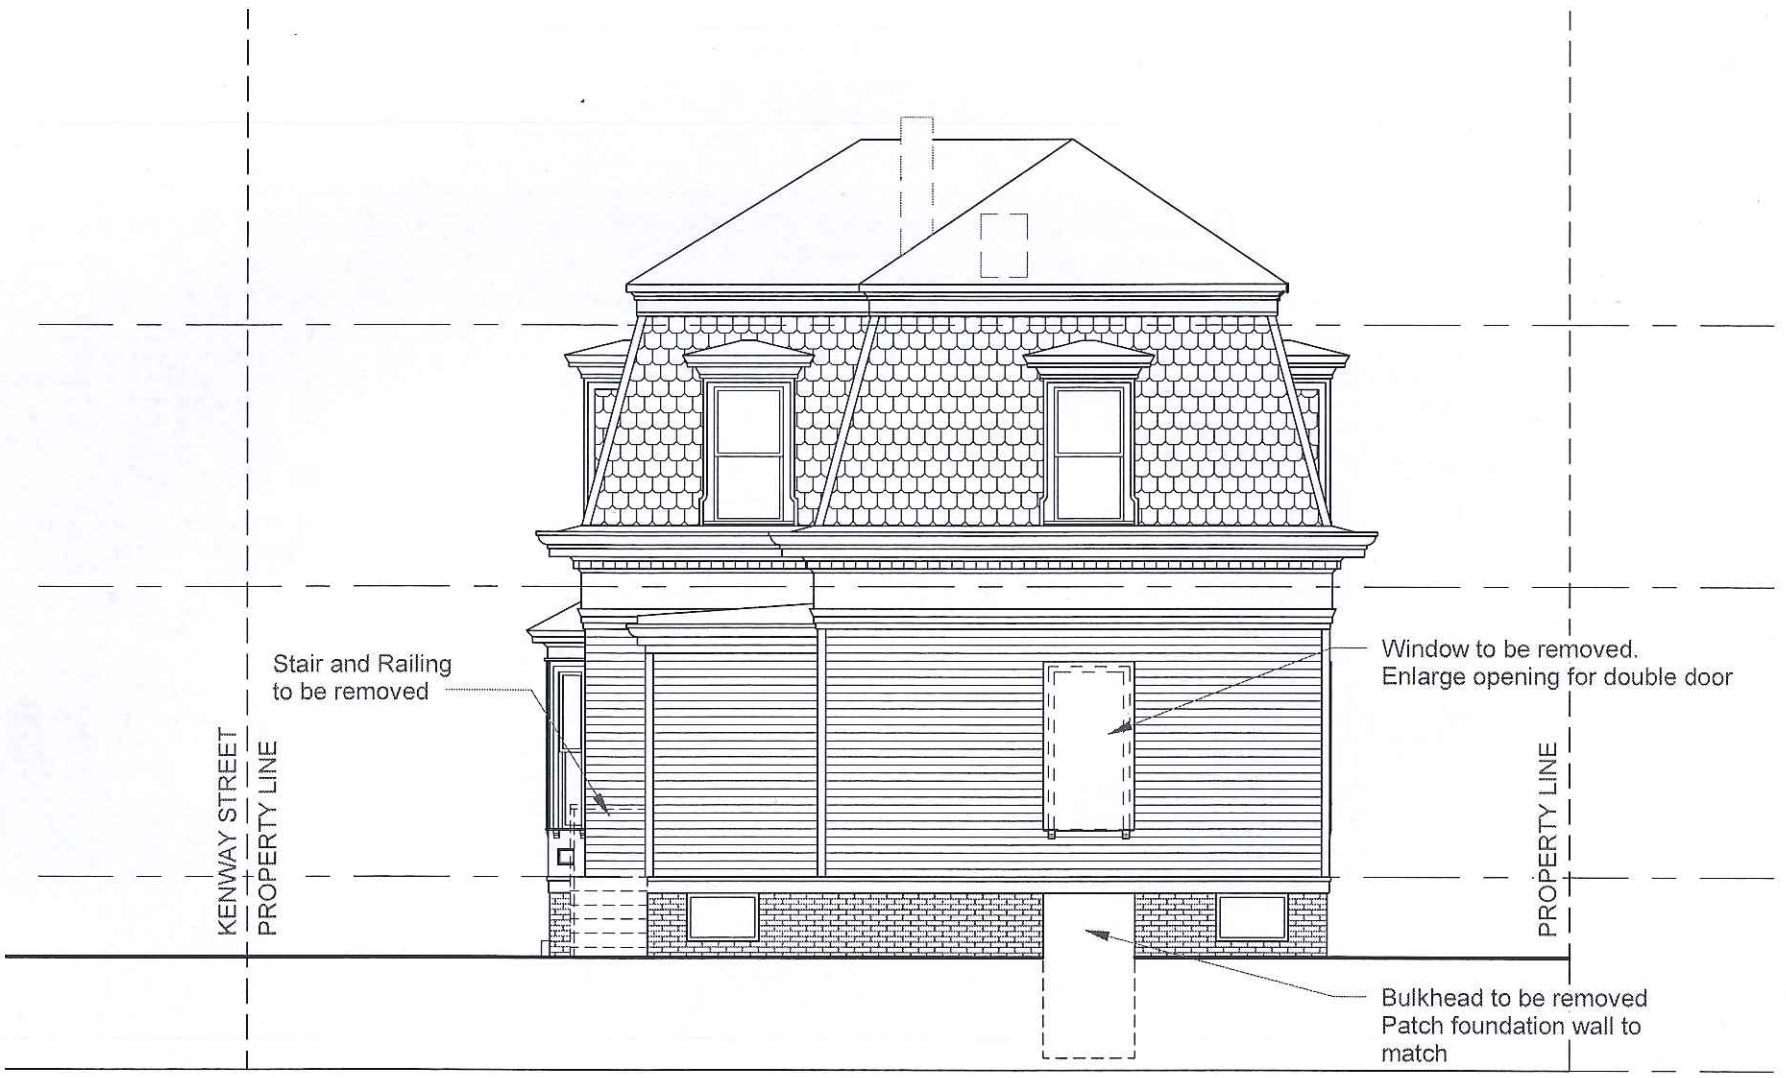 Stair and Railing
to be removed
Window to be removed.
Enlarge opening for double door
KENWAY STREET
PROPERTY LINE
PROPERTY LINE
Bulkhead to be removed
Patch foundation wall to
match